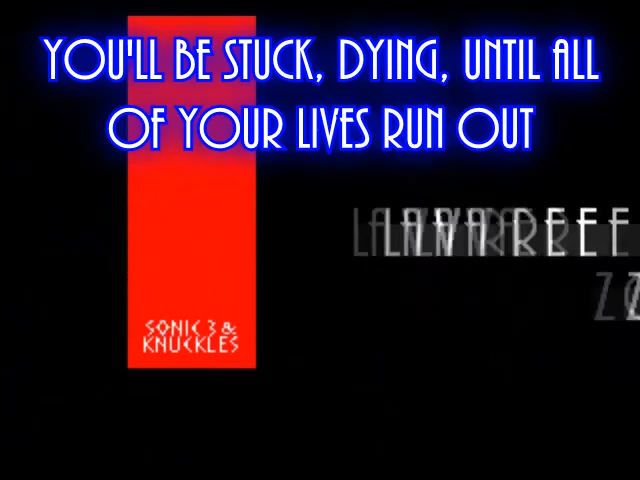 YOU'LL BE STUCK, DYING, UNTIL ALL
OF YOUR LIVES RUN OUT
SONIC 3 &
KNUCKLES